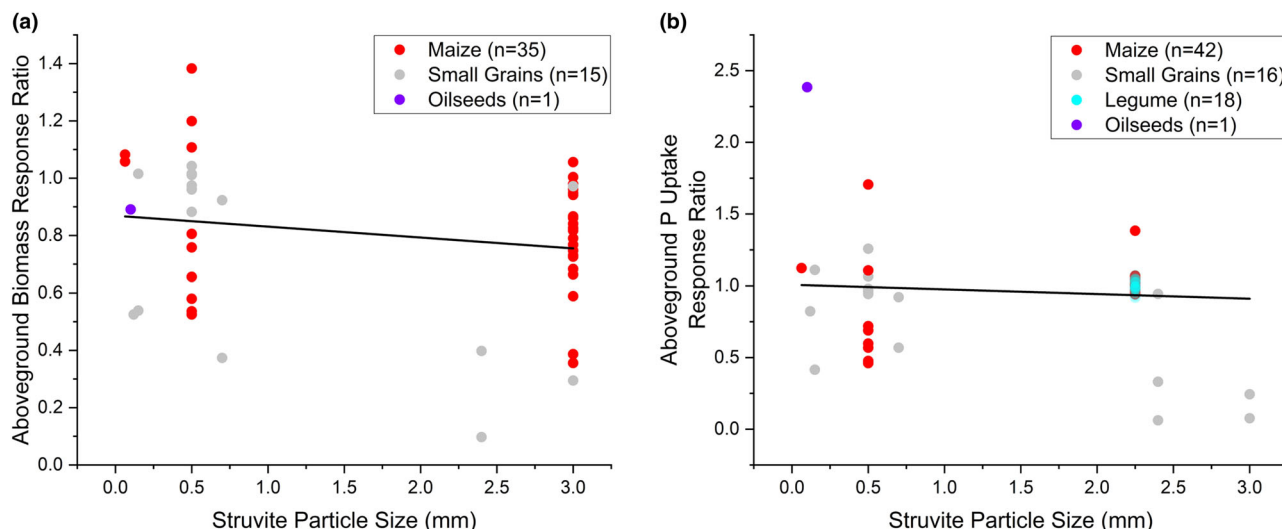 (a)
Aboveground Biomass Response Ratio
1.4
1.2
1.0
0.8
0.6
0.4
0.2
0.0
Maize (n=35)
Small Grains (n=15)
Oilseeds (n=1)
0.0 0.5 1.0 1.5 2.0 2.5 3.0
Struvite Particle Size (mm)
(b)
Aboveground P Uptake
Response Ratio
2.5
2.0
1.5
1.0
0.5
0.0
Maize (n=42)
Small Grains (n=16)
Legume (n=18)
Oilseeds (n=1)
0.0 0.5 1.0 1.5 2.0 2.5 3.0
Struvite Particle Size (mm)